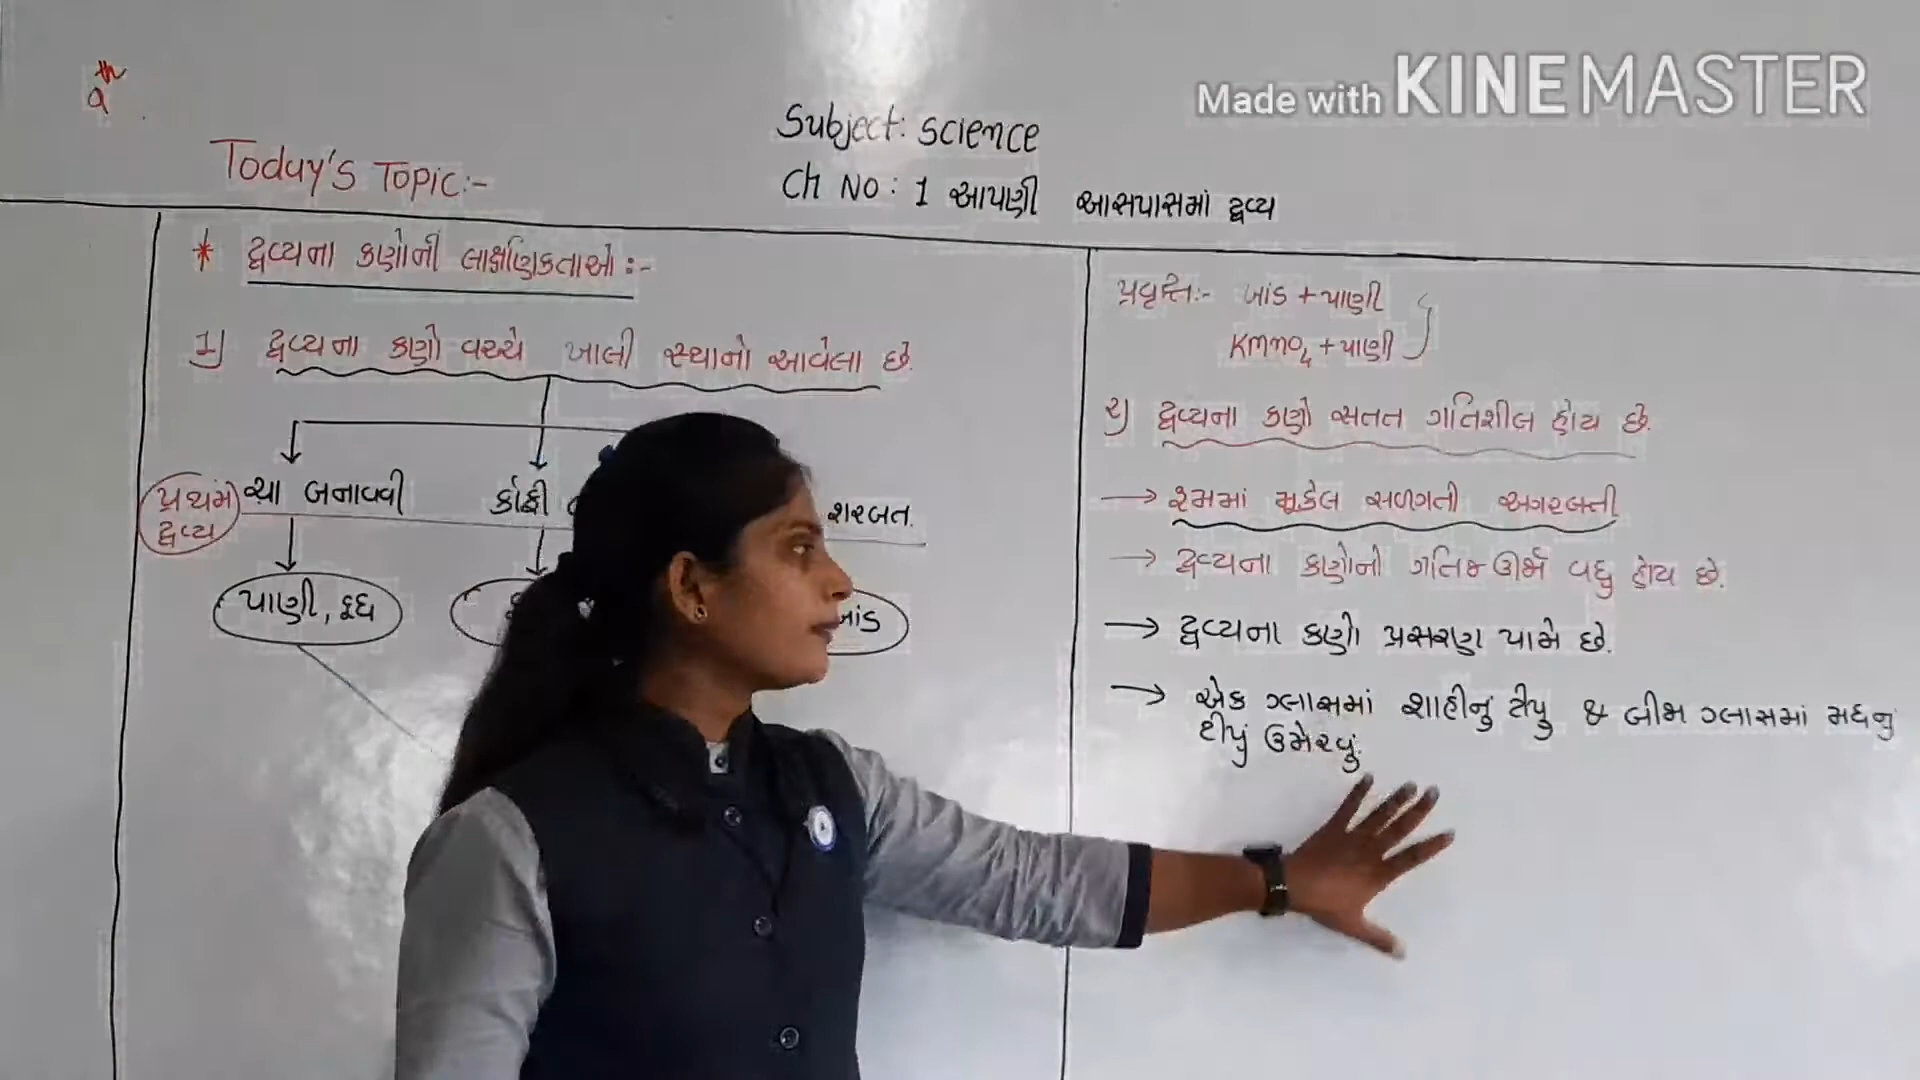 9th
Made with KINEMASTER
Subject: Science
Today's Topic:-
Ch No: 1 આપણી આસપાસમાં દ્રવ્ય
* દ્રવ્યના કણોની લાક્ષણિકતાઓ :-
1) દ્રવ્યના કણો વચ્ચે ખાલી સ્થાનો આવેલા છે.
પ્રથમ દ્રવ્ય
ચા બનાવવી કોફી શરબત.
પાણી, દૂધ
પ્રવૃત્તિ:- ખાંડ + પાણી
KMnO4 + પાણી
૨) દ્રવ્યના કણો સતત ગતિશીલ હોય છે.
→ રૂમમાં મૂકેલ સળગતી અગરબત્તી
→ દ્રવ્યના કણોની ગતિજ ઊર્જા વધુ હોય છે.
→ દ્રવ્યના કણો પ્રસરણ પામે છે.
→ એક ગ્લાસમાં શાહીનું ટીપુ & બીજા ગ્લાસમાં મધનુ
ટીપું ઉમેરવું.